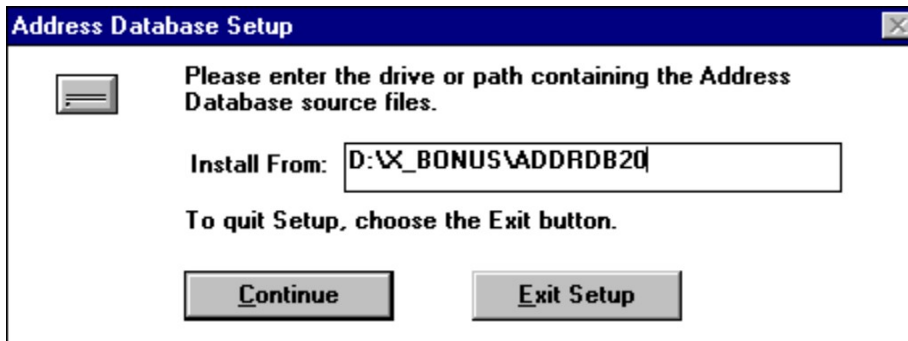 Address Database Setup
Please enter the drive or path containing the Address
Database source files.
Install From: D:\X_BONUS\ADDRDB20
To quit Setup, choose the Exit button.
Continue Exit Setup